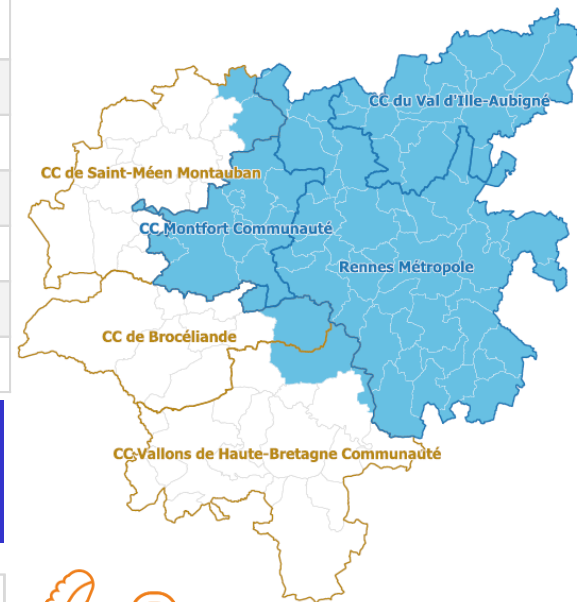 CC du Val d'Ille-Aubigné
CC de Saint-Méen Montauban
CC Montfort Communauté
Rennes Métropole
CC de Brocéliande
CC Vallons de Haute-Bretagne Communauté